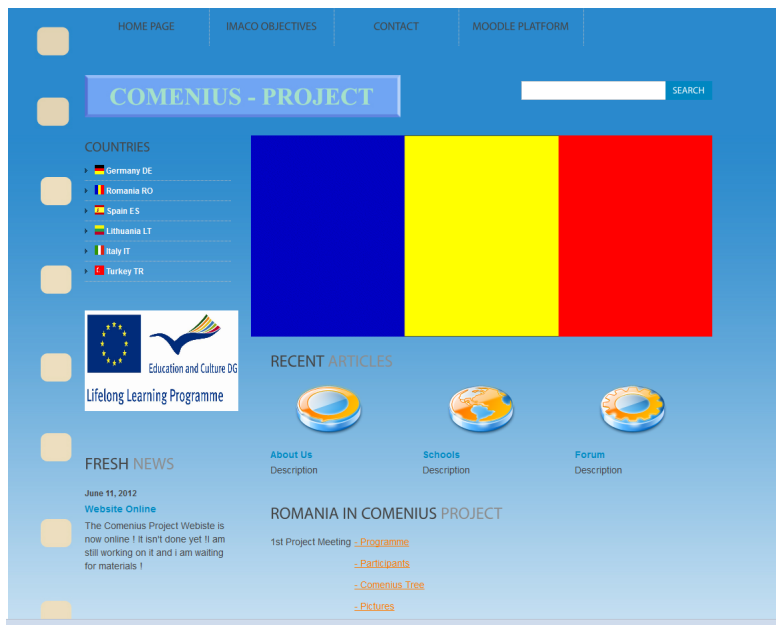 HOME PAGE
IMACO OBJECTIVES
CONTACT
MOODLE PLATFORM
COMENIUS - PROJECT
SEARCH
COUNTRIES
Germany DE
Romania RO
Spain ES
Lithuania LT
Italy IT
Turkey TR
Education and Culture DG
Lifelong Learning Programme
FRESH NEWS
June 11, 2012
Website Online
The Comenius Project Webiste is
now online ! It isn't done yet !I am
still working on it and i am waiting
for materials !
RECENT ARTICLES
About Us
Description
Schools
Description
Forum
Description
ROMANIA IN COMENIUS PROJECT
1st Project Meeting - Programme
- Participants
- Comenius Tree
- Pictures